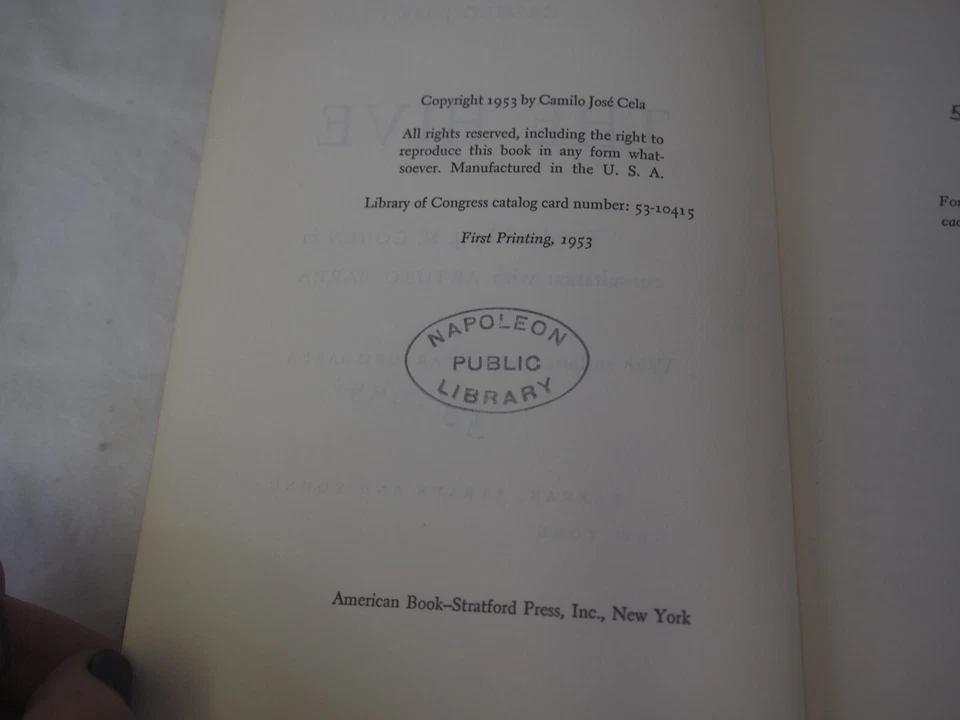 Copyright 1953 by Camilo José Cela
All rights reserved, including the right to
reproduce this book in any form what-
soever. Manufactured in the U. S. A.
Library of Congress catalog card number: 53-10415
First Printing, 1953
NAPOLEON
PUBLIC
LIBRARY
American Book–Stratford Press, Inc., New York